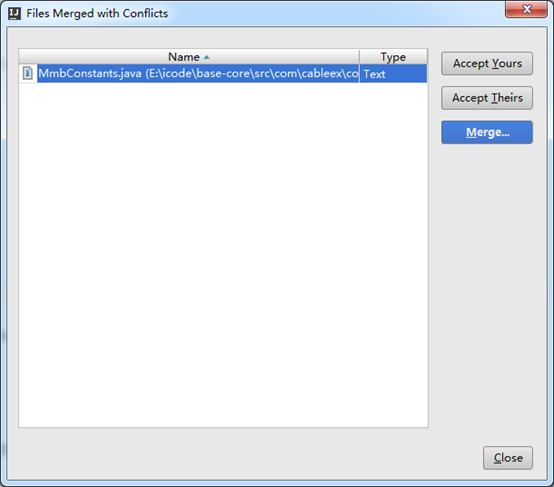 IJ Files Merged with Conflicts
Name Type
MmbConstants.java (E:\icode\base-core\src\com\cableex\co Text
Accept Yours
Accept Theirs
Merge...
Close